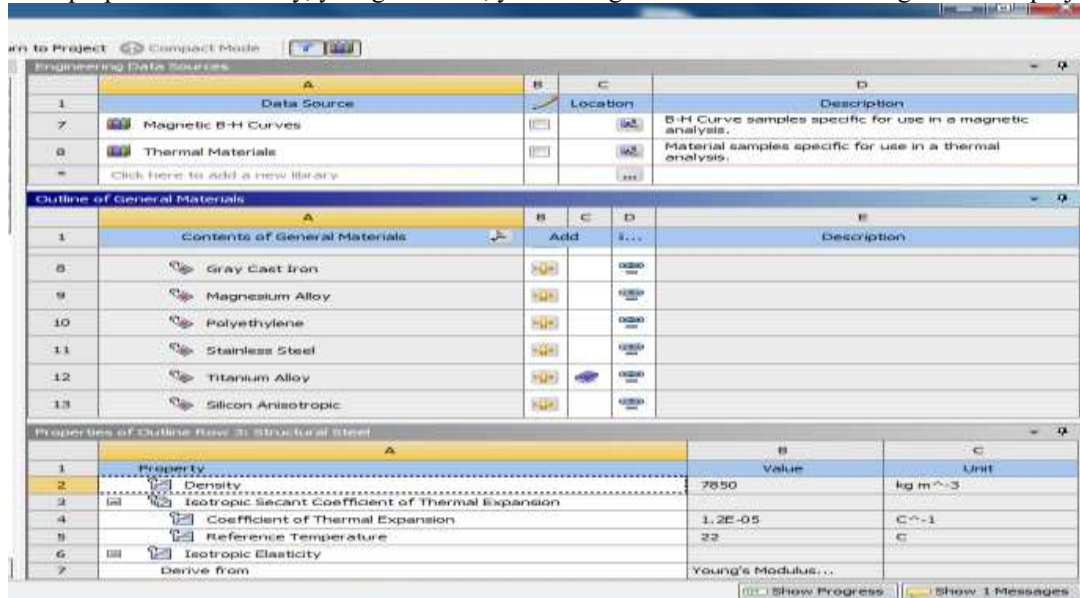 Return to Project Compact Mode
Engineering Data Sources
A B C D
1 Data Source Location Description
7 Magnetic B-H Curves B-H Curve samples specific for use in a magnetic analysis.
8 Thermal Materials Material samples specific for use in a thermal analysis.
* Click here to add a new library ...
Outline of General Materials
A B C D E
1 Contents of General Materials Add Description
8 Gray Cast Iron
9 Magnesium Alloy
10 Polyethylene
11 Stainless Steel
12 Titanium Alloy
13 Silicon Anisotropic
Properties of Outline Row 3: Structural Steel
A B C
1 Property Value Unit
2 Density 7850 kg m^-3
3 Isotropic Secant Coefficient of Thermal Expansion
4 Coefficient of Thermal Expansion 1.2E-05 C^-1
5 Reference Temperature 22 C
6 Isotropic Elasticity
7 Derive from Young's Modulus...
Show Progress Show 1 Messages